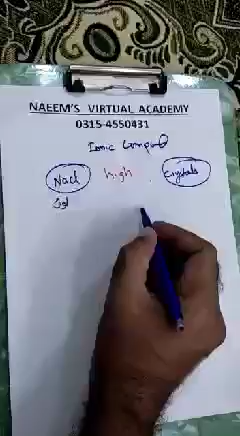 NAEEM'S VIRTUAL ACADEMY
0315-4550431
Ionic Compound
NaCl high Crystals